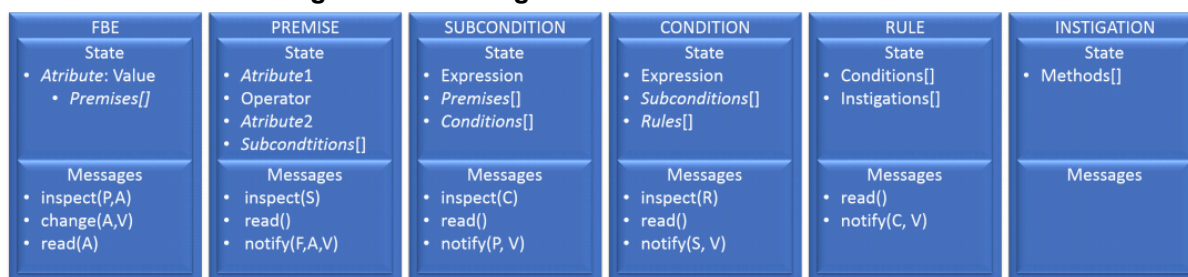 FBE
State
• Atribute: Value
• Premises[]
Messages
• inspect(P,A)
• change(A,V)
• read(A)
PREMISE
State
• Atribute1
• Operator
• Atribute2
• Subcondtitions[]
Messages
• inspect(S)
• read()
• notify(F,A,V)
SUBCONDITION
State
• Expression
• Premises[]
• Conditions[]
Messages
• inspect(C)
• read()
• notify(P, V)
CONDITION
State
• Expression
• Subconditions[]
• Rules[]
Messages
• inspect(R)
• read()
• notify(S, V)
RULE
State
• Conditions[]
• Instigations[]
Messages
• read()
• notify(C, V)
INSTIGATION
State
• Methods[]
Messages